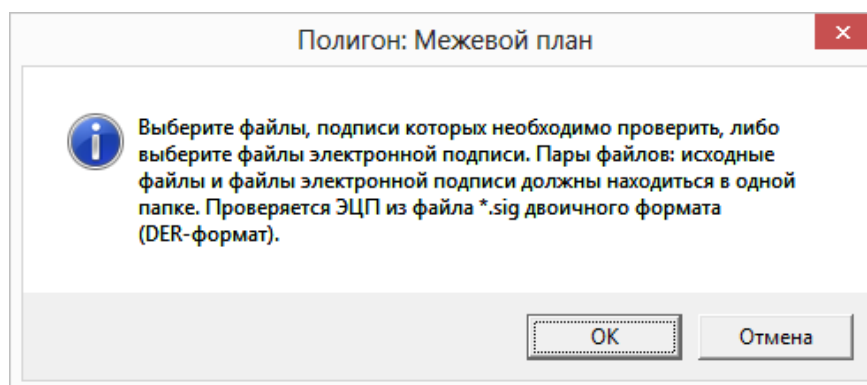 Полигон: Межевой план
Выберите файлы, подписи которых необходимо проверить, либо
выберите файлы электронной подписи. Пары файлов: исходные
файлы и файлы электронной подписи должны находиться в одной
папке. Проверяется ЭЦП из файла *.sig двоичного формата
(DER-формат).
ОК
Отмена